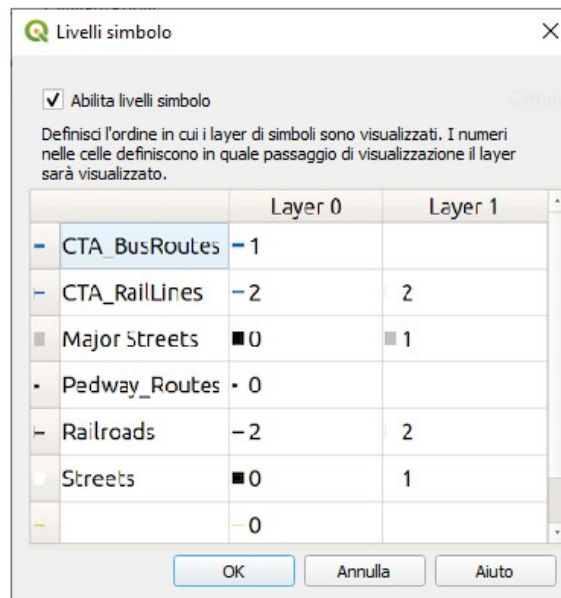 Livelli simbolo
Abilita livelli simbolo
Definisci l'ordine in cui i layer di simboli sono visualizzati. I numeri
nelle celle definiscono in quale passaggio di visualizzazione il layer
sarà visualizzato.
Layer 0 Layer 1
CTA_BusRoutes 1
CTA_RailLines 2 2
Major Streets 0 1
Pedway_Routes 0
Railroads 2 2
Streets 0 1
0
OK Annulla Aiuto